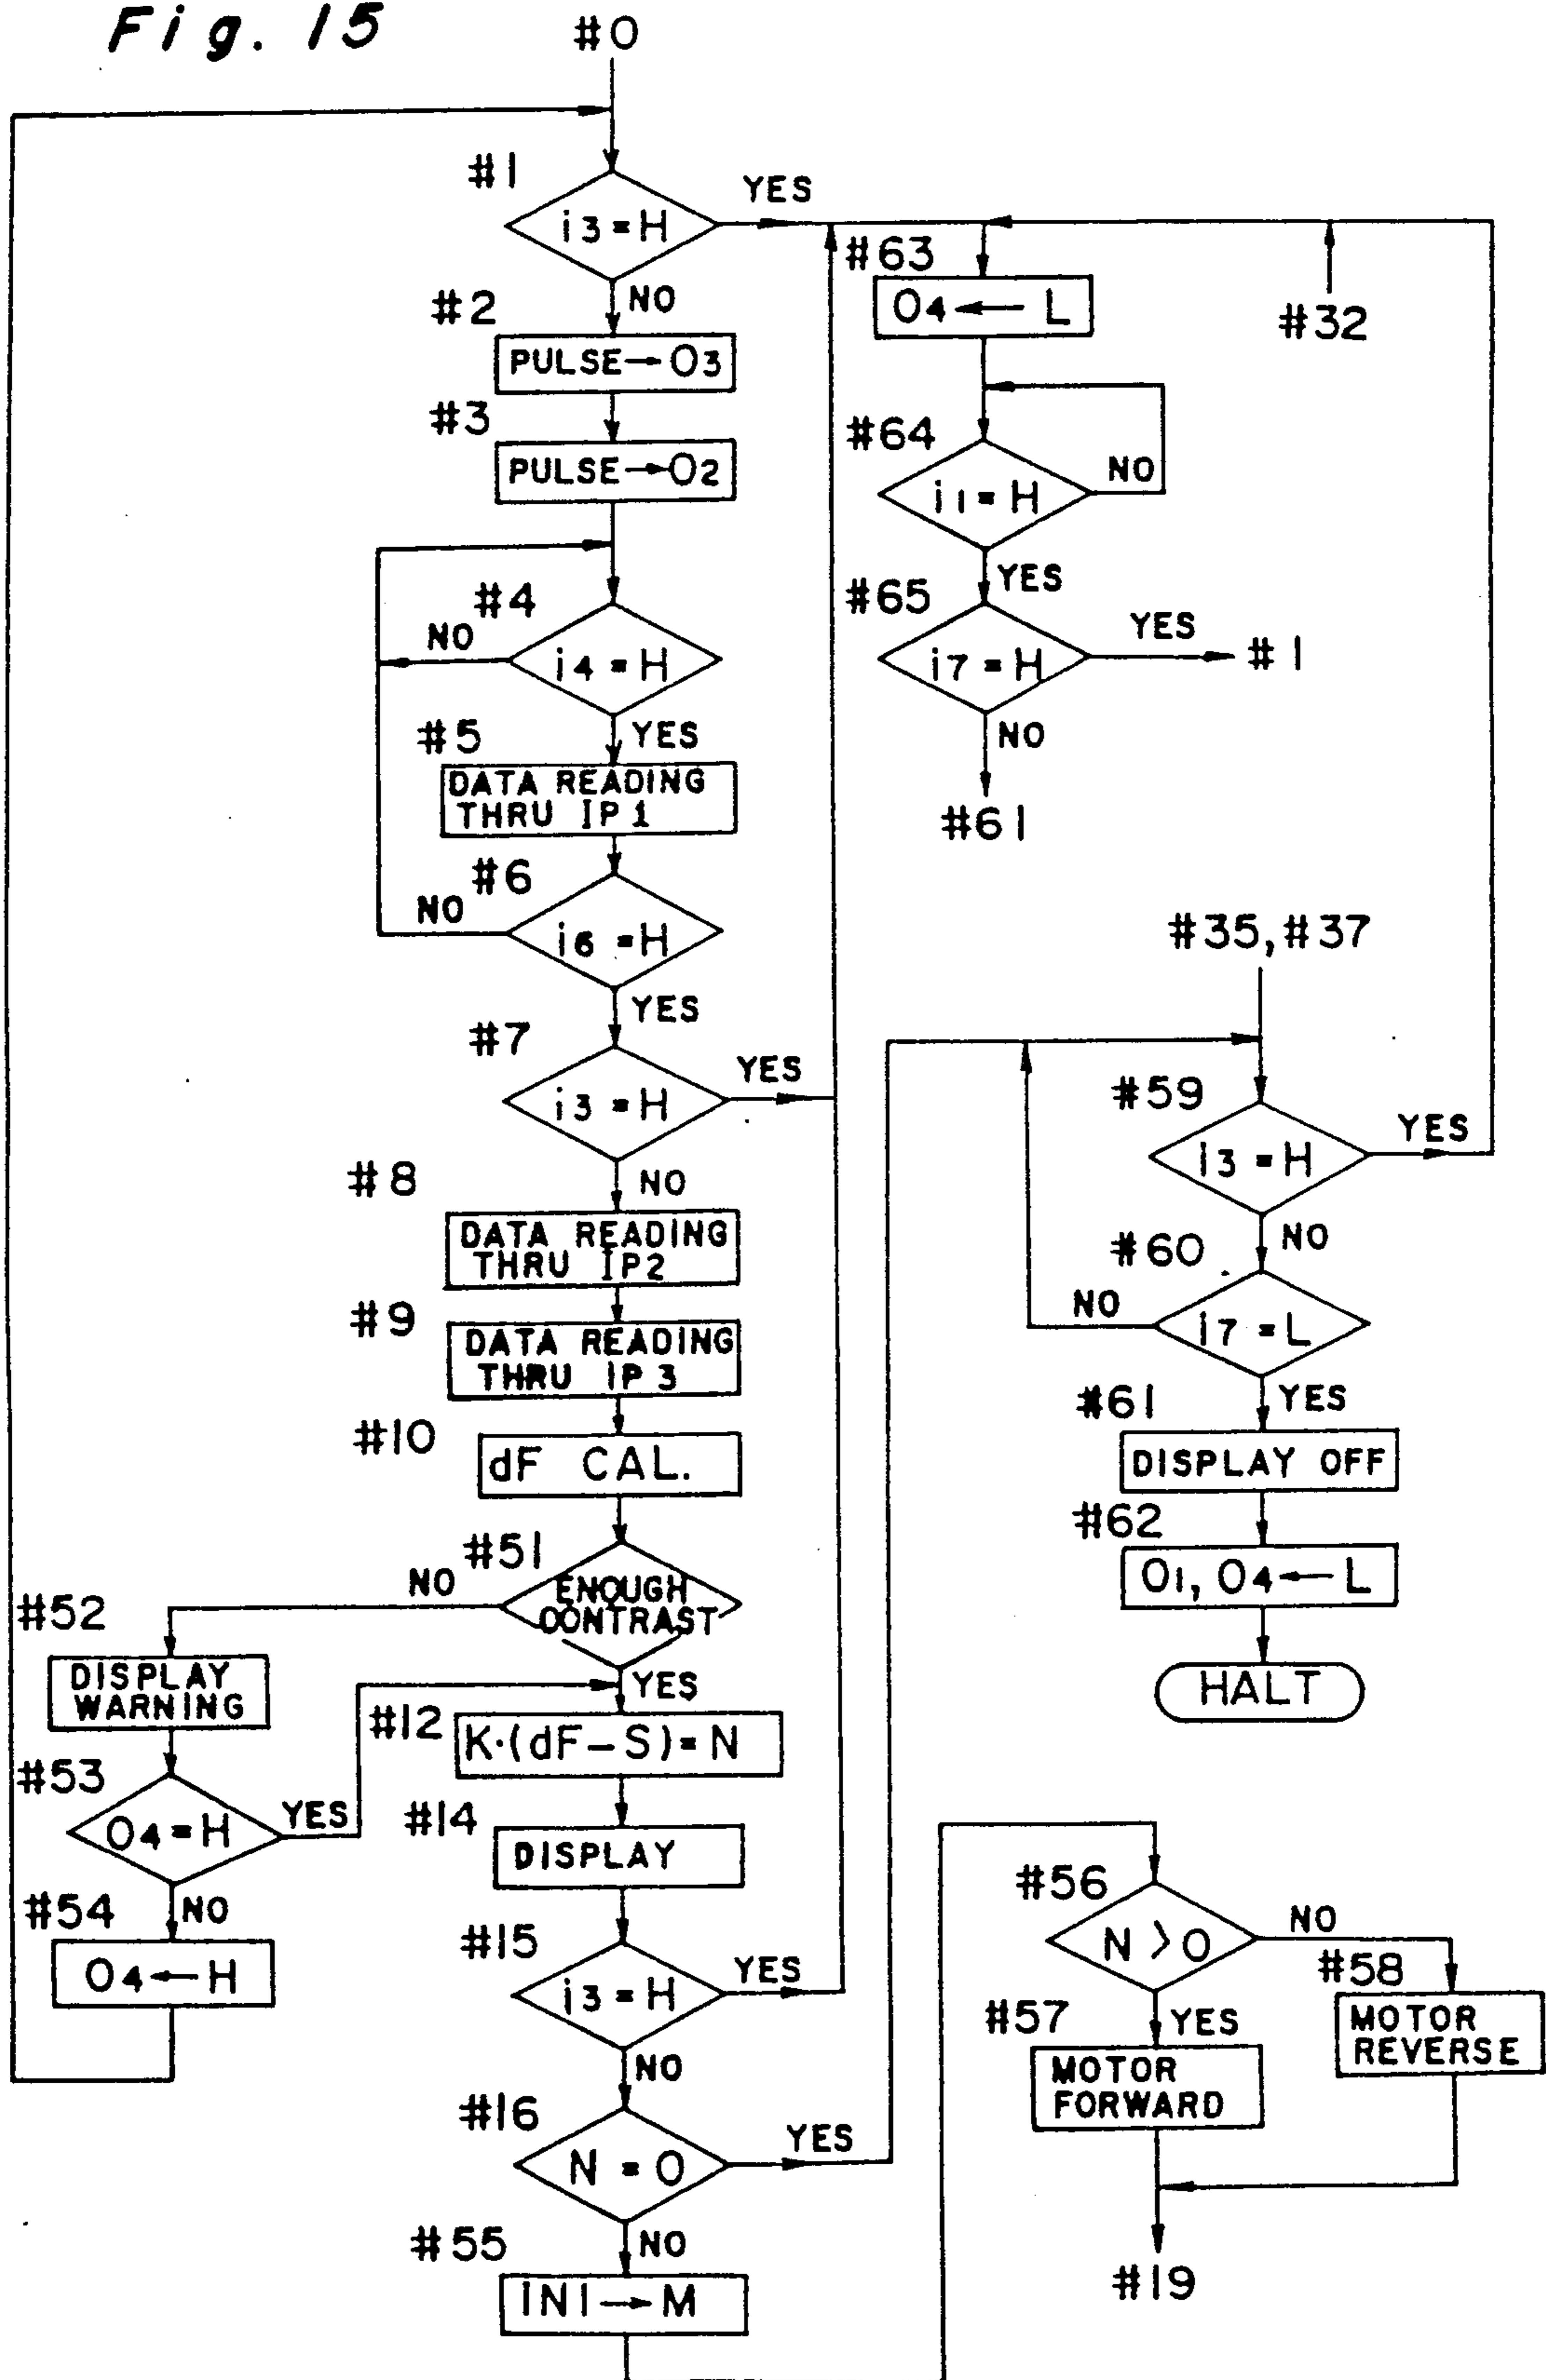 Fig. 15
#0
#1
i3 = H
YES
NO
#2
PULSE → O3
#3
PULSE → O2
#4
NO
i4 = H
YES
#5
DATA READING
THRU IP1
#6
NO
i6 = H
YES
#7
i3 = H
YES
NO
#8
DATA READING
THRU IP2
#9
DATA READING
THRU IP3
#10
dF CAL.
#51
NO
ENOUGH
CONTRAST
YES
#52
DISPLAY
WARNING
#53
O4 = H
YES
NO
#54
O4 ← H
#12
K·(dF−S)=N
#14
DISPLAY
#15
i3 = H
YES
NO
#16
N = O
YES
NO
#55
|N| → M
#63
O4 ← L
#32
#64
i1 = H
NO
YES
#65
i7 = H
YES
#1
NO
#61
#35, #37
#59
i3 = H
YES
NO
#60
NO
i7 = L
YES
#61
DISPLAY OFF
#62
O1, O4 ← L
HALT
#56
N > O
NO
#58
MOTOR
REVERSE
#57
YES
MOTOR
FORWARD
#19